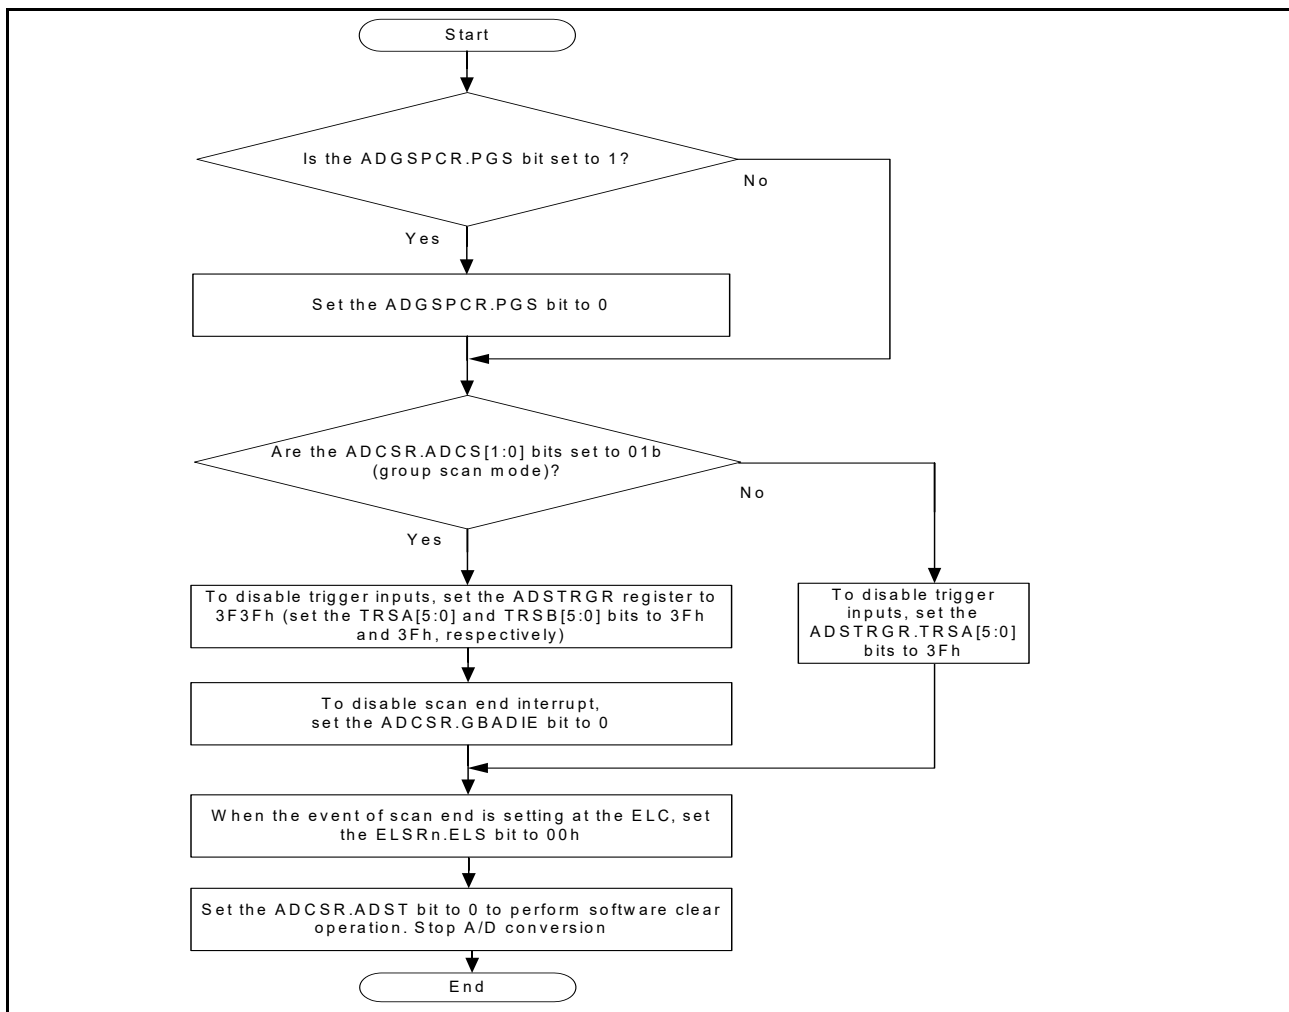 Start
Is the ADGSPCR.PGS bit set to 1?
No
Yes
Set the ADGSPCR.PGS bit to 0
Are the ADCSR.ADCS[1:0] bits set to 01b
(group scan mode)?
No
Yes
To disable trigger inputs, set the ADSTRGR register to
3F3Fh (set the TRSA[5:0] and TRSB[5:0] bits to 3Fh
and 3Fh, respectively)
To disable trigger
inputs, set the
ADSTRGR.TRSA[5:0]
bits to 3Fh
To disable scan end interrupt,
set the ADCSR.GBADIE bit to 0
When the event of scan end is setting at the ELC, set
the ELSRn.ELS bit to 00h
Set the ADCSR.ADST bit to 0 to perform software clear
operation. Stop A/D conversion
End